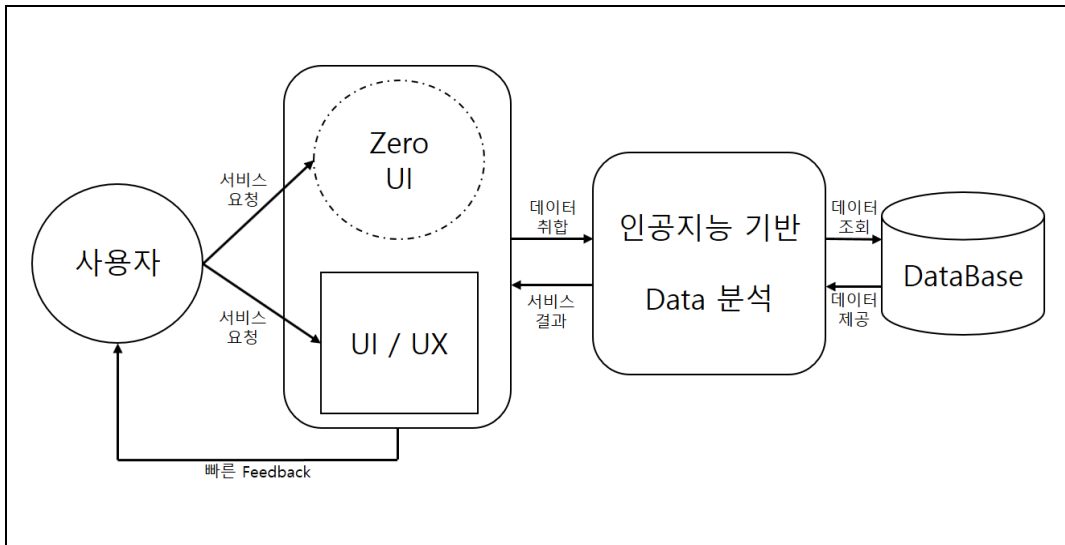 사용자
서비스
요청
서비스
요청
Zero
UI
UI / UX
빠른 Feedback
데이터
취합
서비스
결과
인공지능 기반
Data 분석
데이터
조회
데이터
제공
DataBase